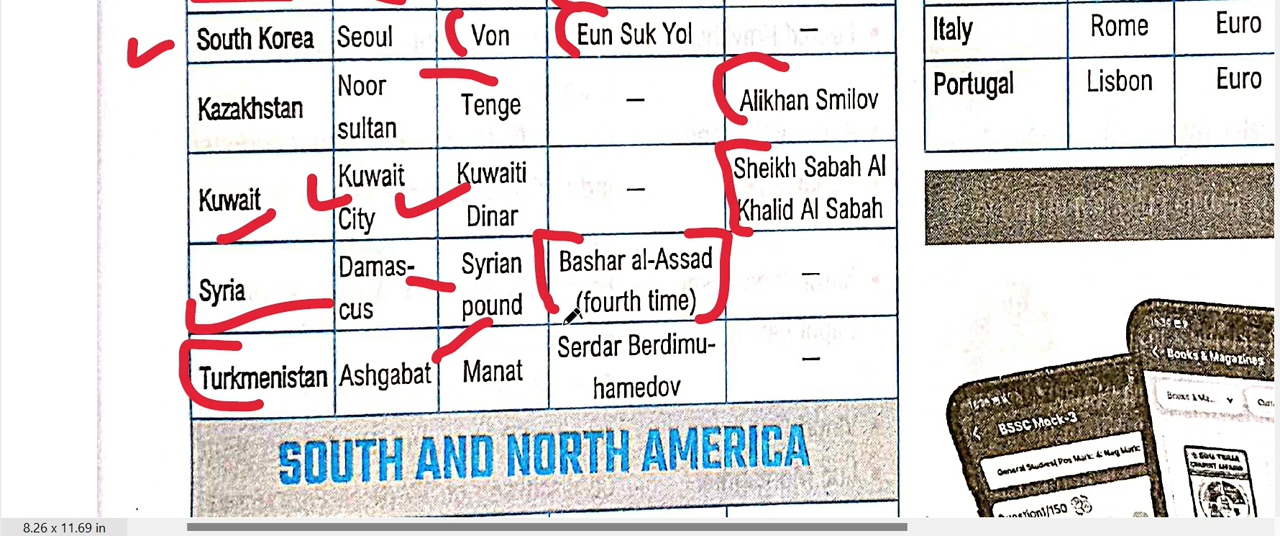 South Korea Seoul Von Eun Suk Yol — Italy Rome Euro
Kazakhstan Noor Tenge — Alikhan Smilov Portugal Lisbon Euro
sultan
Kuwait Kuwait Kuwaiti — Sheikh Sabah Al
City Dinar Khalid Al Sabah
Syria Damas- Syrian Bashar al-Assad —
cus pound (fourth time)
Turkmenistan Ashgabat Manat Serdar Berdimu- —
hamedov
SOUTH AND NORTH AMERICA
Books & Magazines
BSSC Mock-3
8.26 x 11.69 in